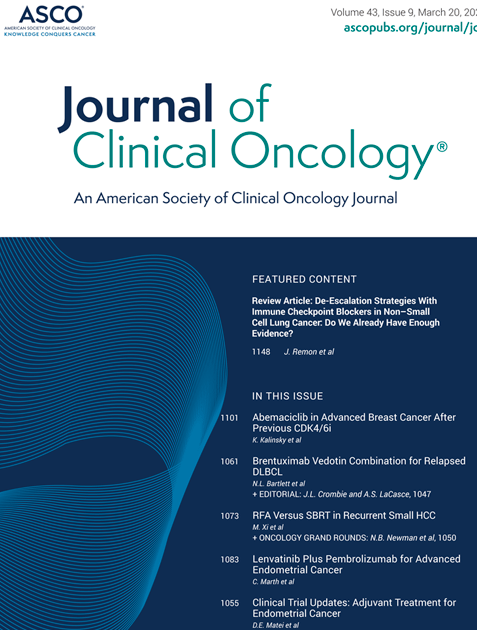 ASCO®
AMERICAN SOCIETY OF CLINICAL ONCOLOGY
KNOWLEDGE CONQUERS CANCER
Volume 43, Issue 9, March 20,
ascopubs.org/journal/
Journal of
Clinical Oncology®
An American Society of Clinical Oncology Journal
FEATURED CONTENT
Review Article: De-Escalation Strategies With
Immune Checkpoint Blockers in Non–Small
Cell Lung Cancer: Do We Already Have Enough
Evidence?
1148 J. Remon et al
IN THIS ISSUE
1101 Abemaciclib in Advanced Breast Cancer After
Previous CDK4/6i
K. Kalinsky et al
1061 Brentuximab Vedotin Combination for Relapsed
DLBCL
N.L. Bartlett et al
+ EDITORIAL: J.L. Crombie and A.S. LaCasce, 1047
1073 RFA Versus SBRT in Recurrent Small HCC
M. Xi et al
+ ONCOLOGY GRAND ROUNDS: N.B. Newman et al, 1050
1083 Lenvatinib Plus Pembrolizumab for Advanced
Endometrial Cancer
C. Marth et al
1055 Clinical Trial Updates: Adjuvant Treatment for
Endometrial Cancer
D.E. Matei et al